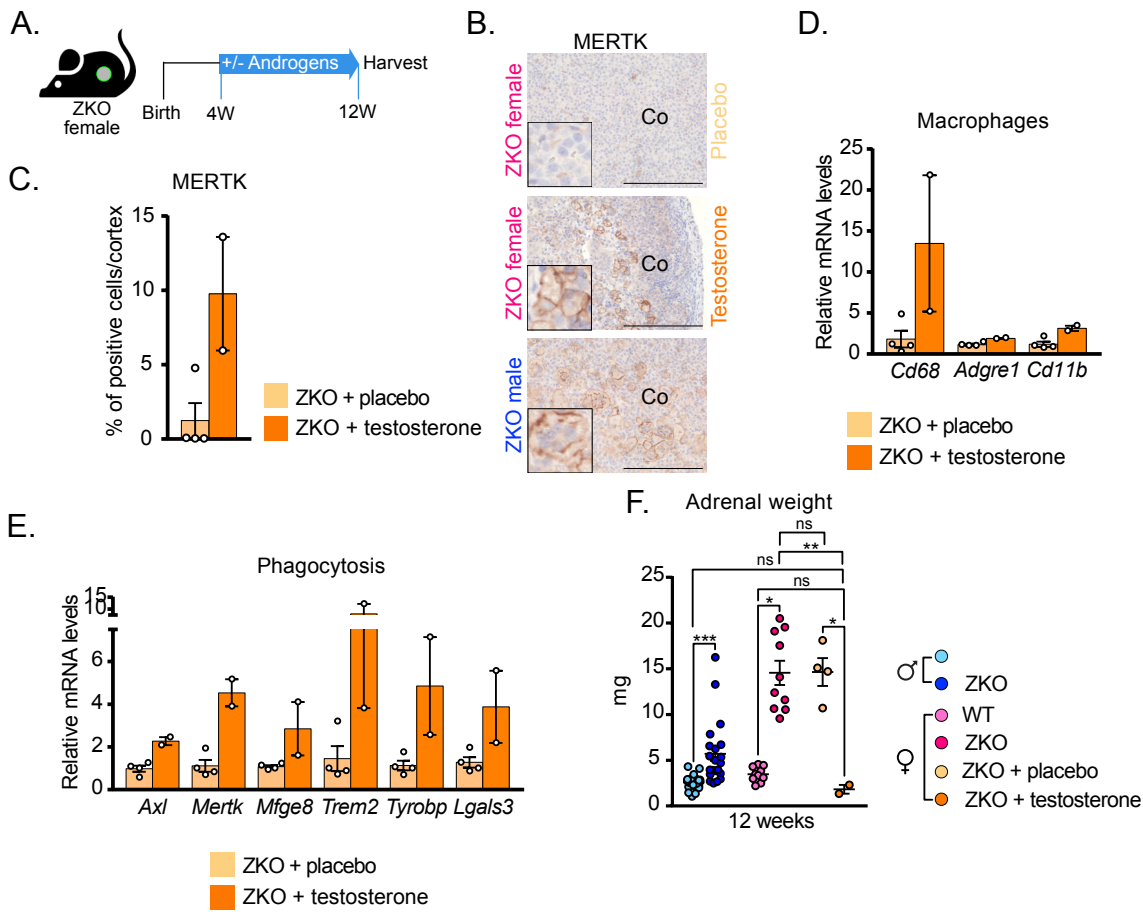 A.
ZKO
female
+/- Androgens
Harvest
Birth
4W
12W
B.
MERTK
ZKO female
Co
Placebo
ZKO female
Co
Testosterone
ZKO male
Co
C.
MERTK
% of positive cells/cortex
15
10
5
0
ZKO + placebo
ZKO + testosterone
D.
Macrophages
Relative mRNA levels
25
20
15
10
5
0
Cd68 Adgre1 Cd11b
ZKO + placebo
ZKO + testosterone
E.
Phagocytosis
Relative mRNA levels
15
10
6
4
2
0
Axl Mertk Mfge8 Trem2 Tyrobp Lgals3
ZKO + placebo
ZKO + testosterone
F.
Adrenal weight
ns
**
ns
ns
*
***
*
mg
25
20
15
10
5
0
12 weeks
♂
ZKO
♀
WT
ZKO
ZKO + placebo
ZKO + testosterone